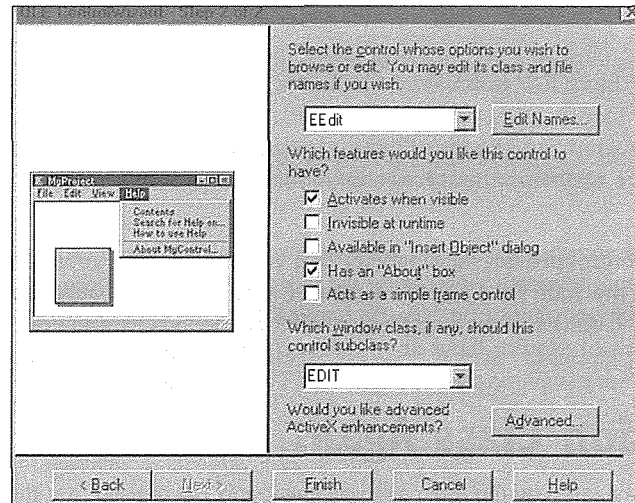 Step 2 of 2
Select the control whose options you wish to
browse or edit. You may edit its class and file
names if you wish.
EEdit
Edit Names...
Which features would you like this control to
have?
Activates when visible
Invisible at runtime
Available in "Insert Object" dialog
Has an "About" box
Acts as a simple frame control
Which window class, if any, should this
control subclass?
EDIT
Would you like advanced
ActiveX enhancements?
Advanced...
MyProject
File Edit View Help
Contents
Search for Help on...
How to use Help
About MyControl...
< Back
Next >
Finish
Cancel
Help